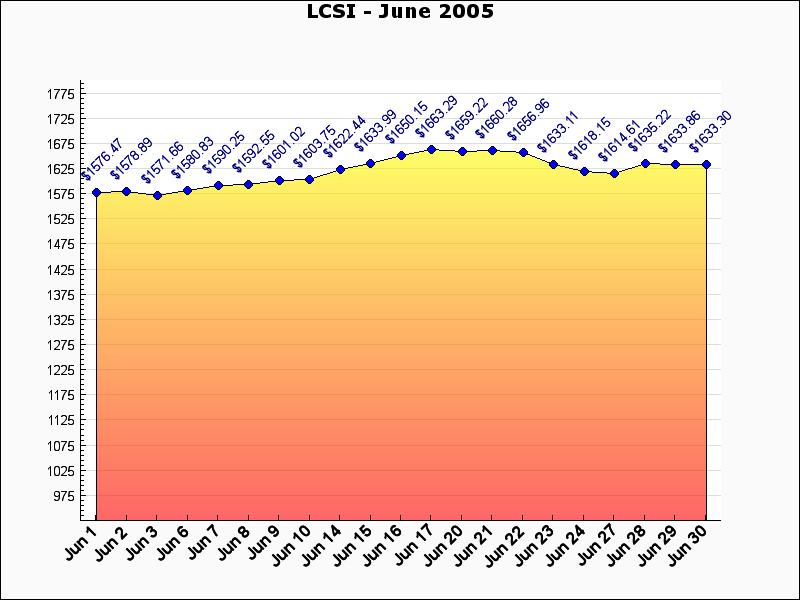 LCSI - June 2005
1775
1725
1675
1625
1575
1525
1475
1425
1375
1325
1275
1225
1175
1125
1075
1025
975
$1576.47
$1578.89
$1571.66
$1580.83
$1590.25
$1592.55
$1601.02
$1603.75
$1622.44
$1633.99
$1650.15
$1663.29
$1659.22
$1660.28
$1656.96
$1633.11
$1618.15
$1614.61
$1635.22
$1633.86
$1633.30
Jun 1
Jun 2
Jun 3
Jun 6
Jun 7
Jun 8
Jun 9
Jun 10
Jun 14
Jun 15
Jun 16
Jun 17
Jun 20
Jun 21
Jun 22
Jun 23
Jun 24
Jun 27
Jun 28
Jun 29
Jun 30